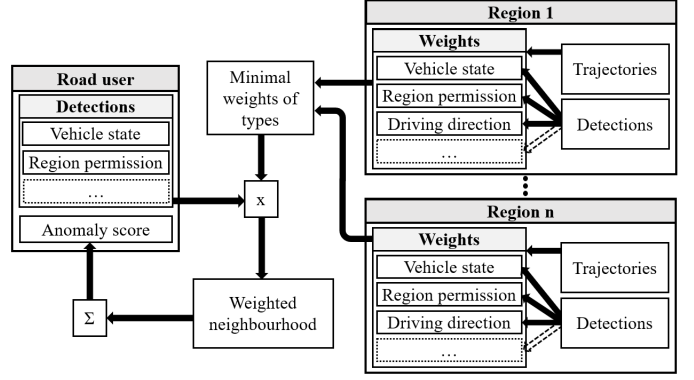 Road user
Detections
Vehicle state
Region permission
…
Anomaly score
Σ
Minimal
weights of
types
x
Weighted
neighbourhood
Region 1
Weights
Vehicle state
Region permission
Driving direction
…
Trajectories
Detections
Region n
Weights
Vehicle state
Region permission
Driving direction
…
Trajectories
Detections